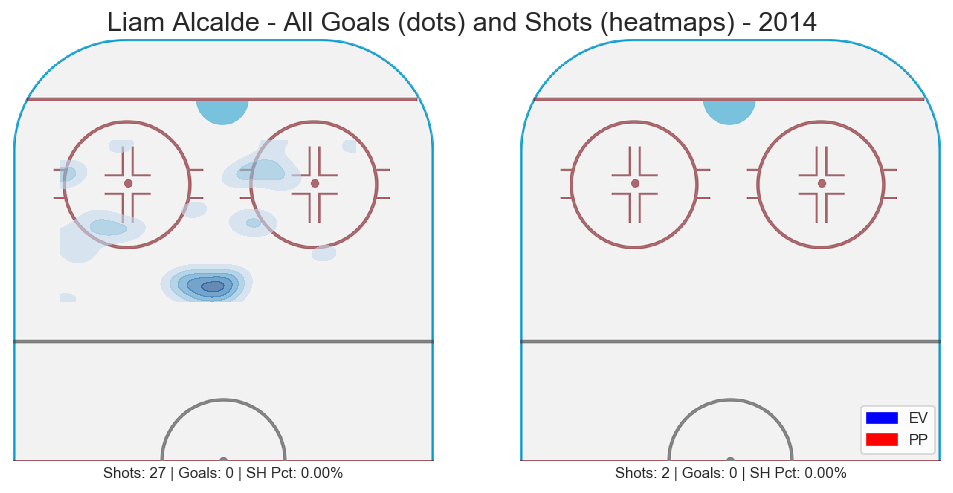 Liam Alcalde - All Goals (dots) and Shots (heatmaps) - 2014
EV
PP
Shots: 27 | Goals: 0 | SH Pct: 0.00%
Shots: 2 | Goals: 0 | SH Pct: 0.00%